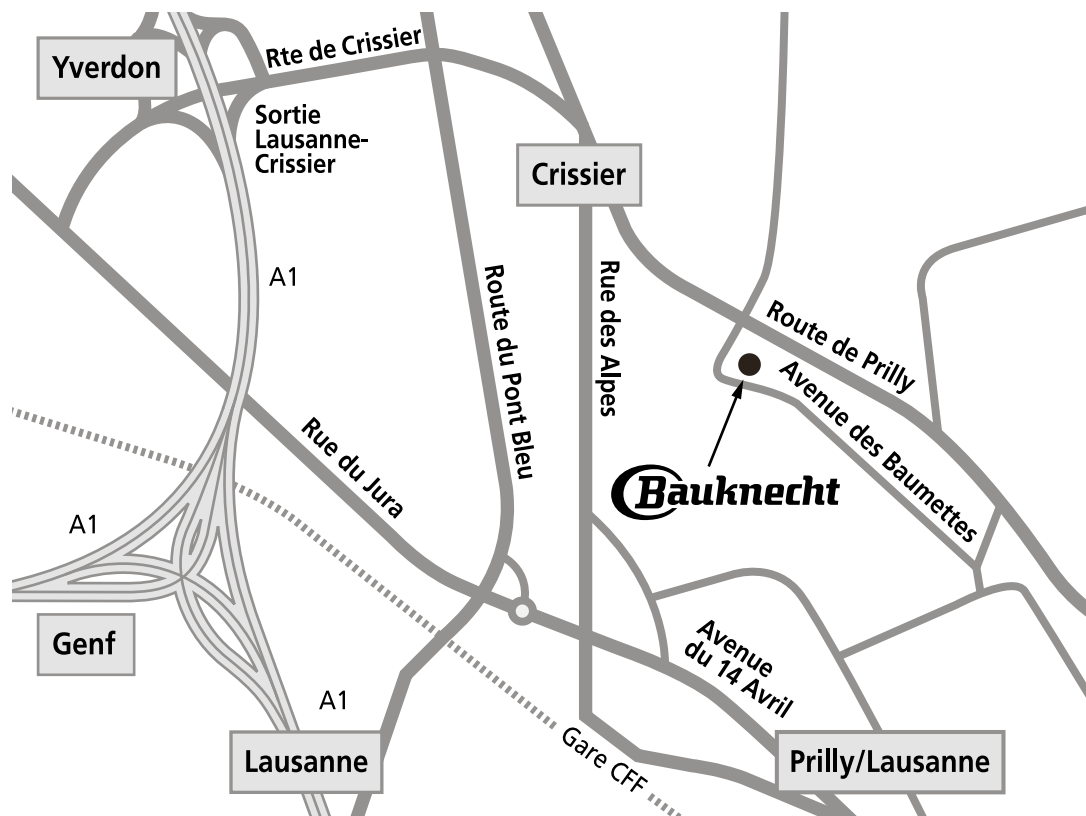 Yverdon
Rte de Crissier
Sortie
Lausanne-
Crissier
Crissier
A1
Route du Pont Bleu
Rue des Alpes
Route de Prilly
Avenue des Baumettes
Bauknecht
Rue du Jura
A1
Genf
Avenue
du 14 Avril
A1
Lausanne
Gare CFF
Prilly/Lausanne